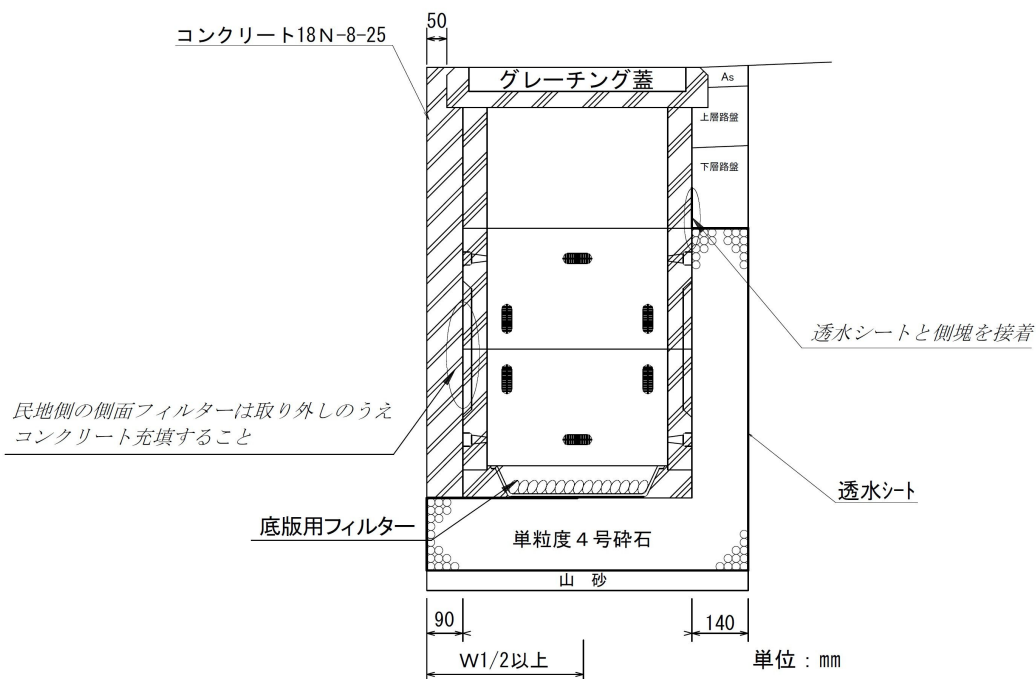 50
コンクリート18N-8-25
グレーチング蓋
As
上層路盤
下層路盤
透水シートと側塊を接着
民地側の側面フィルターは取り外しのうえ
コンクリート充填すること
透水シート
底版用フィルター
単粒度4号砕石
山 砂
90
140
W1/2以上
単位:mm